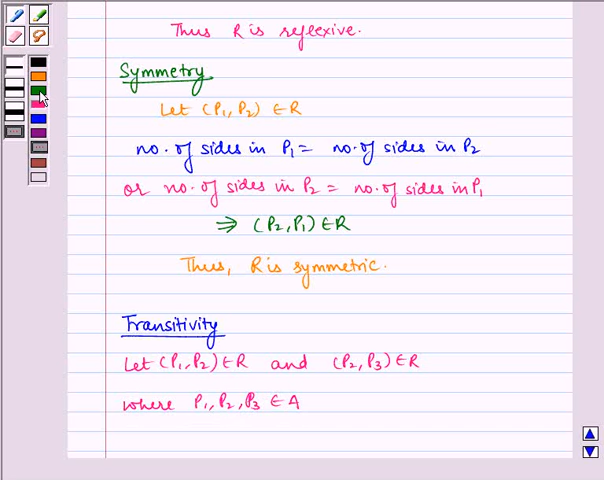 Thus R is reflexive.
Symmetry
Let (P₁, P₂) ∈ R
no. of sides in P₁ = no. of sides in P₂
or no. of sides in P₂ = no. of sides in P₁
⇒ (P₂, P₁) ∈ R
Thus, R is symmetric.
Transitivity
Let (P₁, P₂) ∈ R and (P₂, P₃) ∈ R
where P₁, P₂, P₃ ∈ A